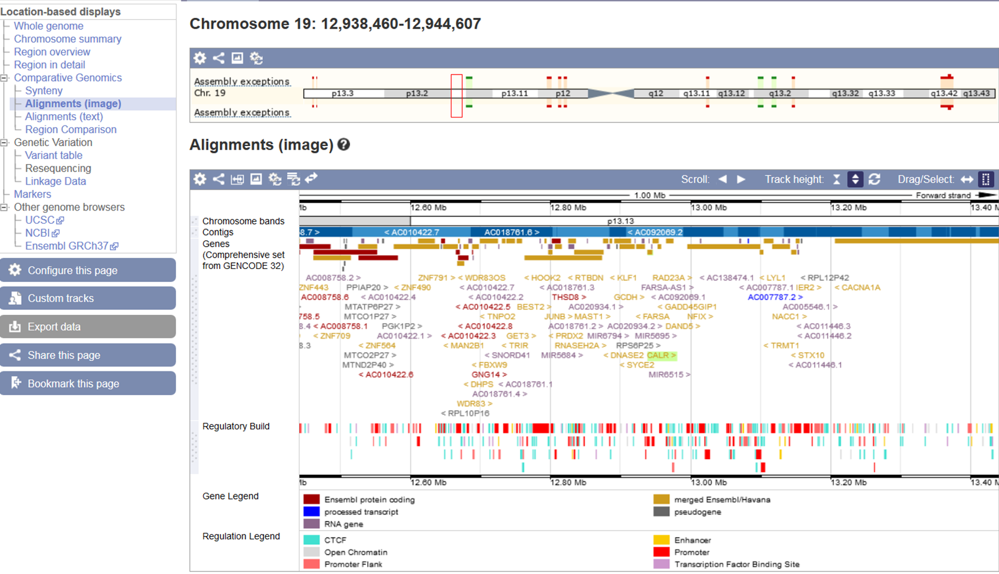 Location-based displays
Whole genome
Chromosome summary
Region overview
Region in detail
Comparative Genomics
Synteny
Alignments (image)
Alignments (text)
Region Comparison
Genetic Variation
Variant table
Resequencing
Linkage Data
Markers
Other genome browsers
UCSC
NCBI
Ensembl GRCh37
Configure this page
Custom tracks
Export data
Share this page
Bookmark this page
Chromosome 19: 12,938,460-12,944,607
Assembly exceptions
Chr. 19 p13.3 p13.2 p13.11 p12 q12 q13.11 q13.12 q13.2 q13.32 q13.33 q13.42 q13.43
Assembly exceptions
Alignments (image)
Scroll: Track height: Drag/Select:
1.00 Mb Forward strand
Mb 12.60 Mb 12.80 Mb 13.00 Mb 13.20 Mb 13.40 M
Chromosome bands p13.13
Contigs 8.7 > < AC010422.7 AC018761.6 > < AC092069.2
Genes
(Comprehensive set
from GENCODE 32)
AC008758.2 > ZNF791 > < WDR83OS < HOOK2 < RTBDN < KLF1 RAD23A > < AC138474.1 < LYL1 < RPL12P42
ZNF443 PPIAP20 > < ZNF490 < AC010422.7 < AC018761.3 FARSA-AS1 > < AC007787.1 IER2 > < CACNA1A
AC008758.6 < AC010422.4 < AC010422.2 THSD8 > GCDH > < AC092069.1 AC007787.2 >
MTATP6P27 > < AC010422.5 BEST2 > AC020934.1 > < GADD45GIP1 AC005546.1 >
758.5 MTCO1P27 > < TNPO2 JUNB > MAST1 > < FARSA NFIX > NACC1 >
8.4 < AC008758.1 PGK1P2 > < AC010422.8 AC018761.2 > AC020934.2 > DAND5 > < AC011446.3
< ZNF709 AC010422.1 > < AC010422.3 GET3 > < PRDX2 MIR6794 > MIR5695 > < AC011446.2
8.3 < ZNF564 < MAN2B1 < TRIR RNASEH2A > RPS6P25 > < TRMT1
MTCO2P27 > < SNORD41 MIR5684 > < DNASE2 CALR > < STX10
MTND2P40 > < FBXW9 < SYCE2 < AC011446.1
< AC010422.6 GNG14 > MIR6515 >
< DHPS < AC018761.1
AC018761.4 >
WDR83 >
< RPL10P16
Regulatory Build
Mb 12.60 Mb 12.80 Mb 13.00 Mb 13.20 Mb 13.40 M
Gene Legend
Ensembl protein coding merged Ensembl/Havana
processed transcript pseudogene
RNA gene
Regulation Legend
CTCF Enhancer
Open Chromatin Promoter
Promoter Flank Transcription Factor Binding Site